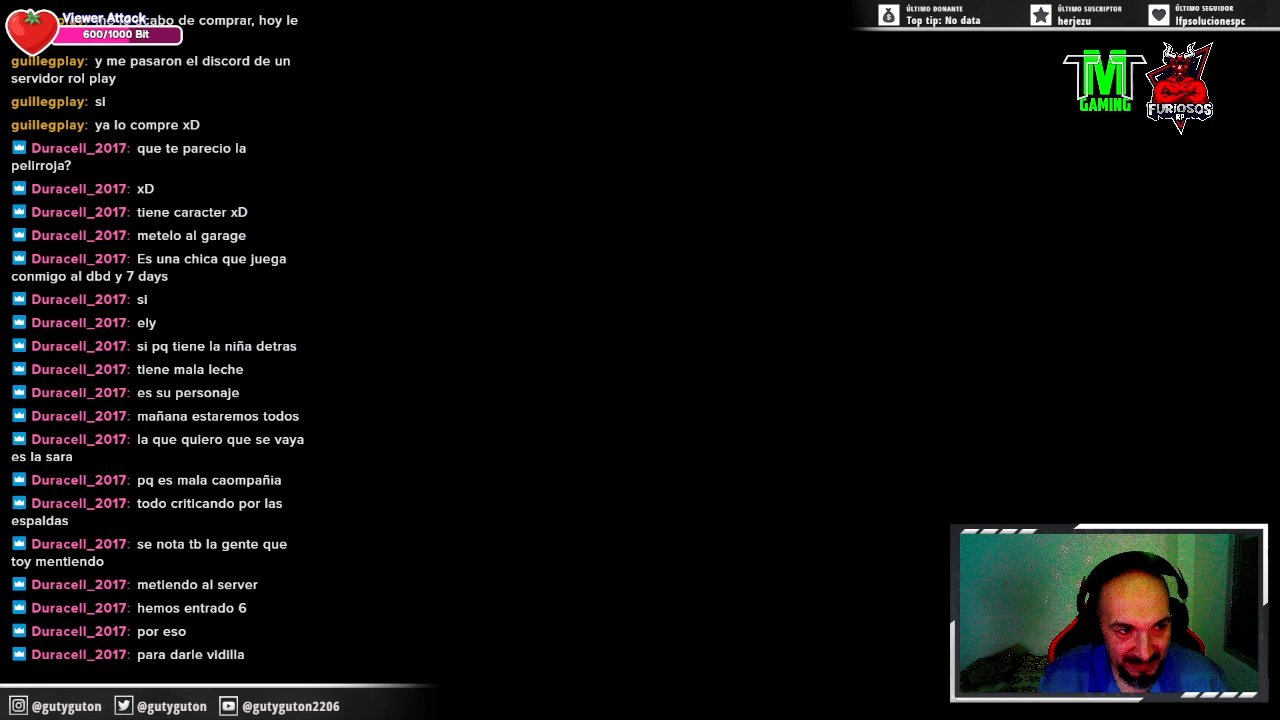 Viewer Attack
cabo de comprar, hoy le
600/1000 Bit
guillegplay: y me pasaron el discord de un
servidor rol play
guillegplay: sI
guillegplay: ya lo compre xD
Duracell_2017: que te parecio la
pelirroja?
Duracell_2017: xD
Duracell_2017: tiene caracter xD
Duracell_2017: metelo al garage
Duracell_2017: Es una chica que juega
conmigo al dbd y 7 days
Duracell_2017: sI
Duracell_2017: ely
Duracell_2017: si pq tiene la niña detras
Duracell_2017: tiene mala leche
Duracell_2017: es su personaje
Duracell_2017: mañana estaremos todos
Duracell_2017: la que quiero que se vaya
es la sara
Duracell_2017: pq es mala caompañia
Duracell_2017: todo criticando por las
espaldas
Duracell_2017: se nota tb la gente que
toy mentiendo
Duracell_2017: metiendo al server
Duracell_2017: hemos entrado 6
Duracell_2017: por eso
Duracell_2017: para darle vidilla
ÚLTIMO DONANTE
Top tip: No data
ÚLTIMO SUSCRIPTOR
herjezu
ÚLTIMO SEGUIDOR
lfpsolucionespc
TMT
GAMING
FURIOSOS
RP
@gutyguton
@gutyguton
@gutyguton2206